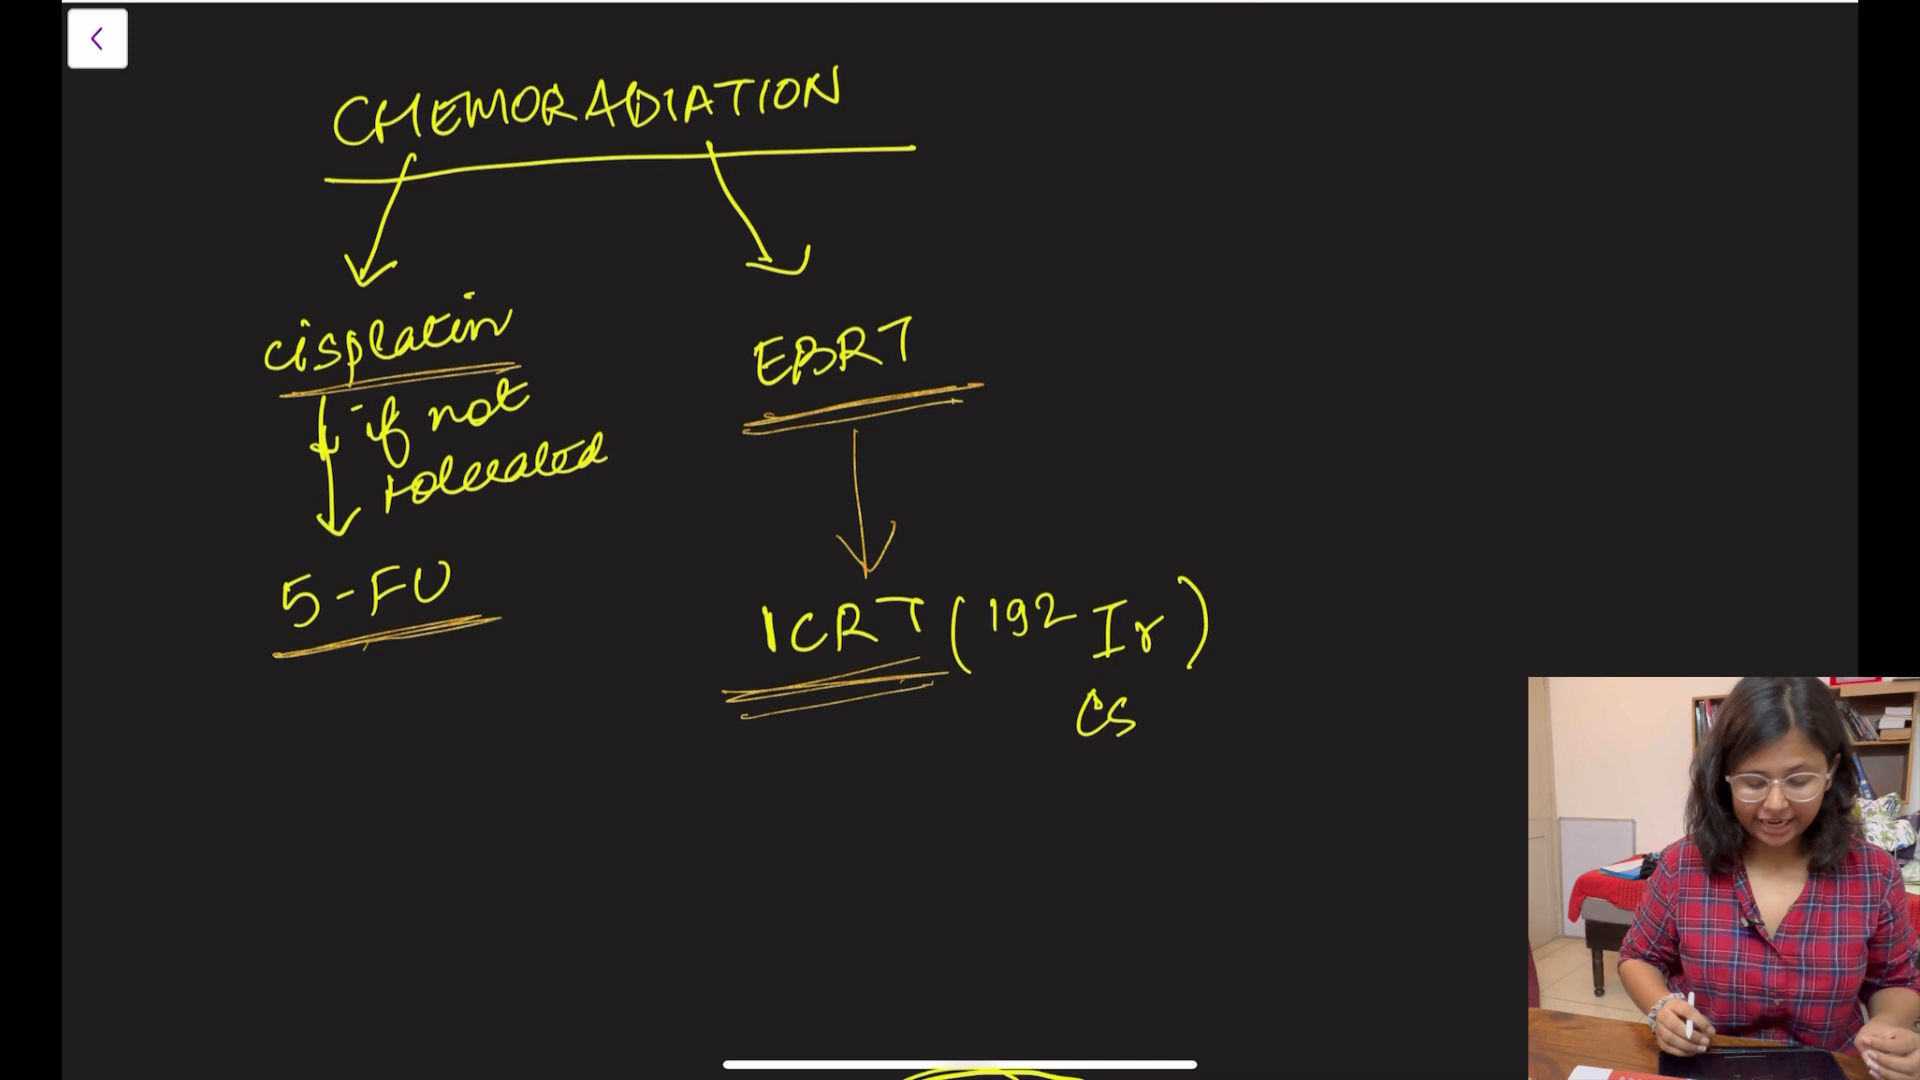 CHEMORADIATION
cisplatin
if not
tolerated
5-FU
EBRT
ICRT (192 Ir)
Cs